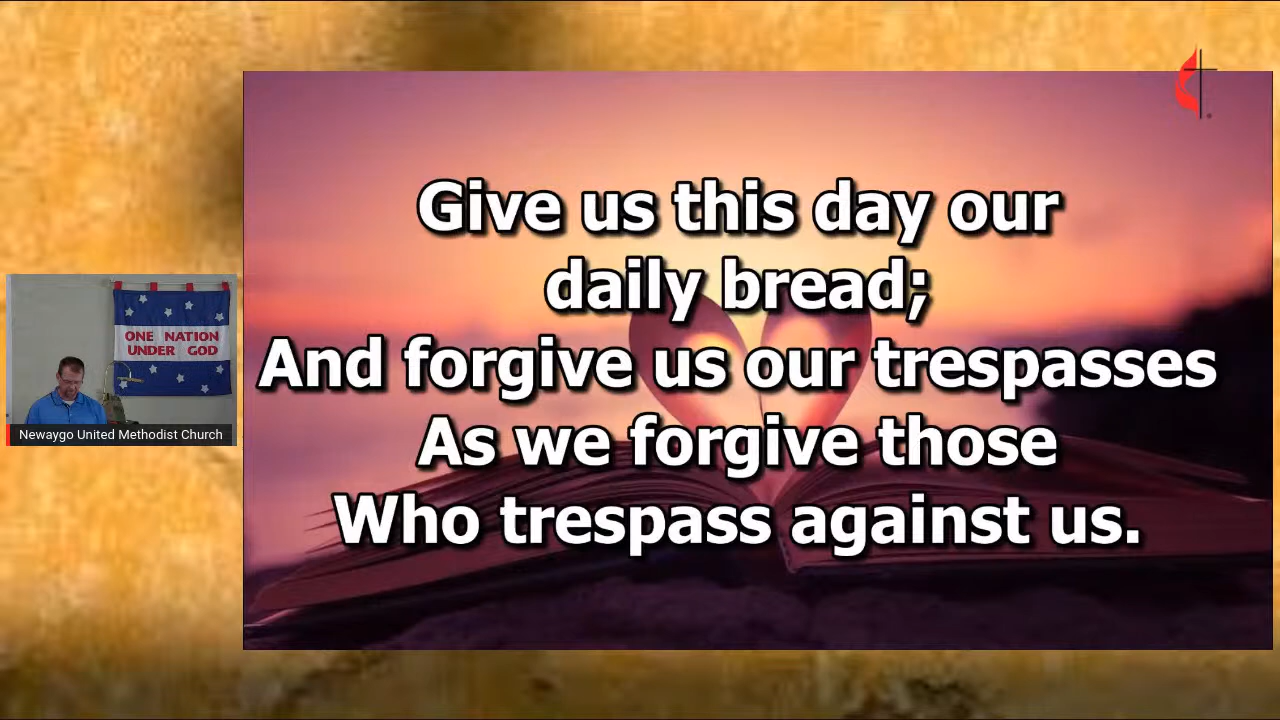 Give us this day our
daily bread;
And forgive us our trespasses
As we forgive those
Who trespass against us.
ONE NATION
UNDER GOD
Newaygo United Methodist Church